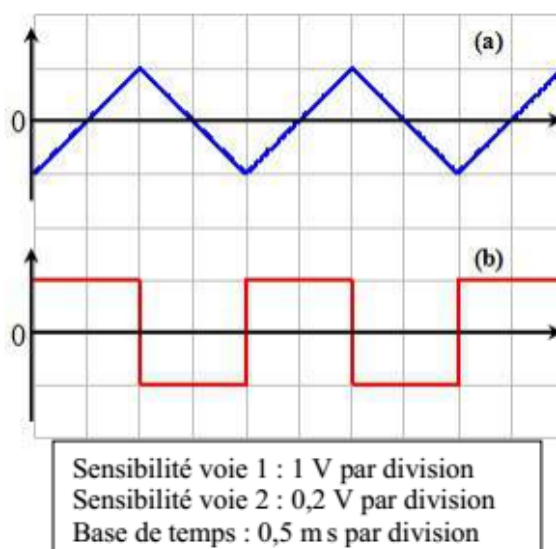 (a)
0
(b)
0
Sensibilité voie 1 : 1 V par division
Sensibilité voie 2 : 0,2 V par division
Base de temps : 0,5 m s par division